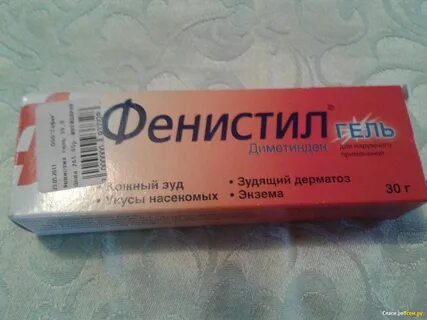 Фенистил
ГЕЛЬ
Диметинден
для наружного
применения
Кожный зуд
• Укусы насекомых
• Зудящий дерматоз
• Экзема
30 г